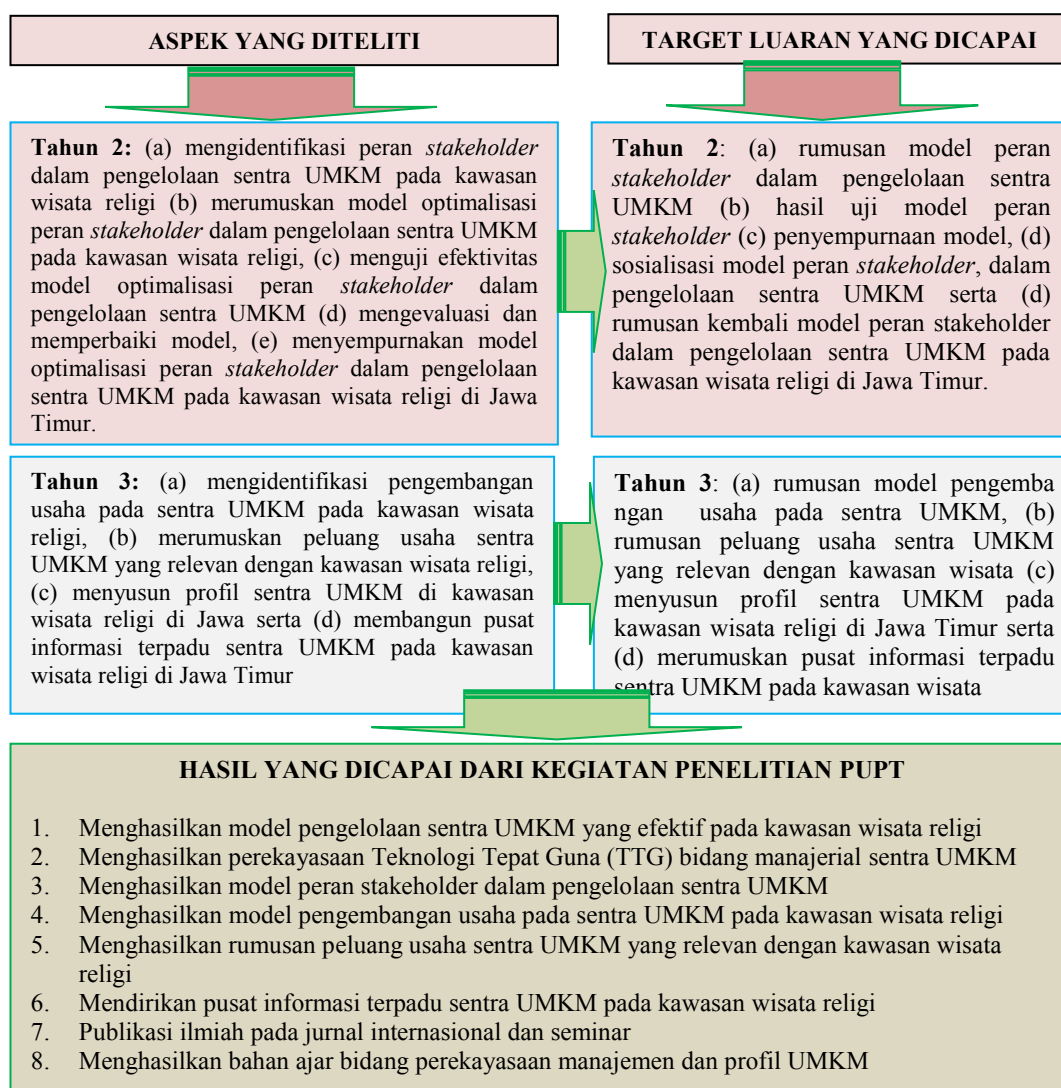 ASPEK YANG DITELITI
TARGET LUARAN YANG DICAPAI
Tahun 2: (a) mengidentifikasi peran stakeholder
dalam pengelolaan sentra UMKM pada kawasan
wisata religi (b) merumuskan model optimalisasi
peran stakeholder dalam pengelolaan sentra UMKM
pada kawasan wisata religi, (c) menguji efektivitas
model optimalisasi peran stakeholder dalam
pengelolaan sentra UMKM (d) mengevaluasi dan
memperbaiki model, (e) menyempurnakan model
optimalisasi peran stakeholder dalam pengelolaan
sentra UMKM pada kawasan wisata religi di Jawa
Timur.
Tahun 2: (a) rumusan model peran
stakeholder dalam pengelolaan sentra
UMKM (b) hasil uji model peran
stakeholder (c) penyempurnaan model, (d)
sosialisasi model peran stakeholder, dalam
pengelolaan sentra UMKM serta (d)
rumusan kembali model peran stakeholder
dalam pengelolaan sentra UMKM pada
kawasan wisata religi di Jawa Timur.
Tahun 3: (a) mengidentifikasi pengembangan
usaha pada sentra UMKM pada kawasan wisata
religi, (b) merumuskan peluang usaha sentra
UMKM yang relevan dengan kawasan wisata religi,
(c) menyusun profil sentra UMKM di kawasan
wisata religi di Jawa serta (d) membangun pusat
informasi terpadu sentra UMKM pada kawasan
wisata religi di Jawa Timur
Tahun 3: (a) rumusan model pengemba
ngan usaha pada sentra UMKM, (b)
rumusan peluang usaha sentra UMKM
yang relevan dengan kawasan wisata (c)
menyusun profil sentra UMKM pada
kawasan wisata religi di Jawa Timur serta
(d) merumuskan pusat informasi terpadu
sentra UMKM pada kawasan wisata
HASIL YANG DICAPAI DARI KEGIATAN PENELITIAN PUPT
1. Menghasilkan model pengelolaan sentra UMKM yang efektif pada kawasan wisata religi
2. Menghasilkan perekayasaan Teknologi Tepat Guna (TTG) bidang manajerial sentra UMKM
3. Menghasilkan model peran stakeholder dalam pengelolaan sentra UMKM
4. Menghasilkan model pengembangan usaha pada sentra UMKM pada kawasan wisata religi
5. Menghasilkan rumusan peluang usaha sentra UMKM yang relevan dengan kawasan wisata
religi
6. Mendirikan pusat informasi terpadu sentra UMKM pada kawasan wisata religi
7. Publikasi ilmiah pada jurnal internasional dan seminar
8. Menghasilkan bahan ajar bidang perekayasaan manajemen dan profil UMKM